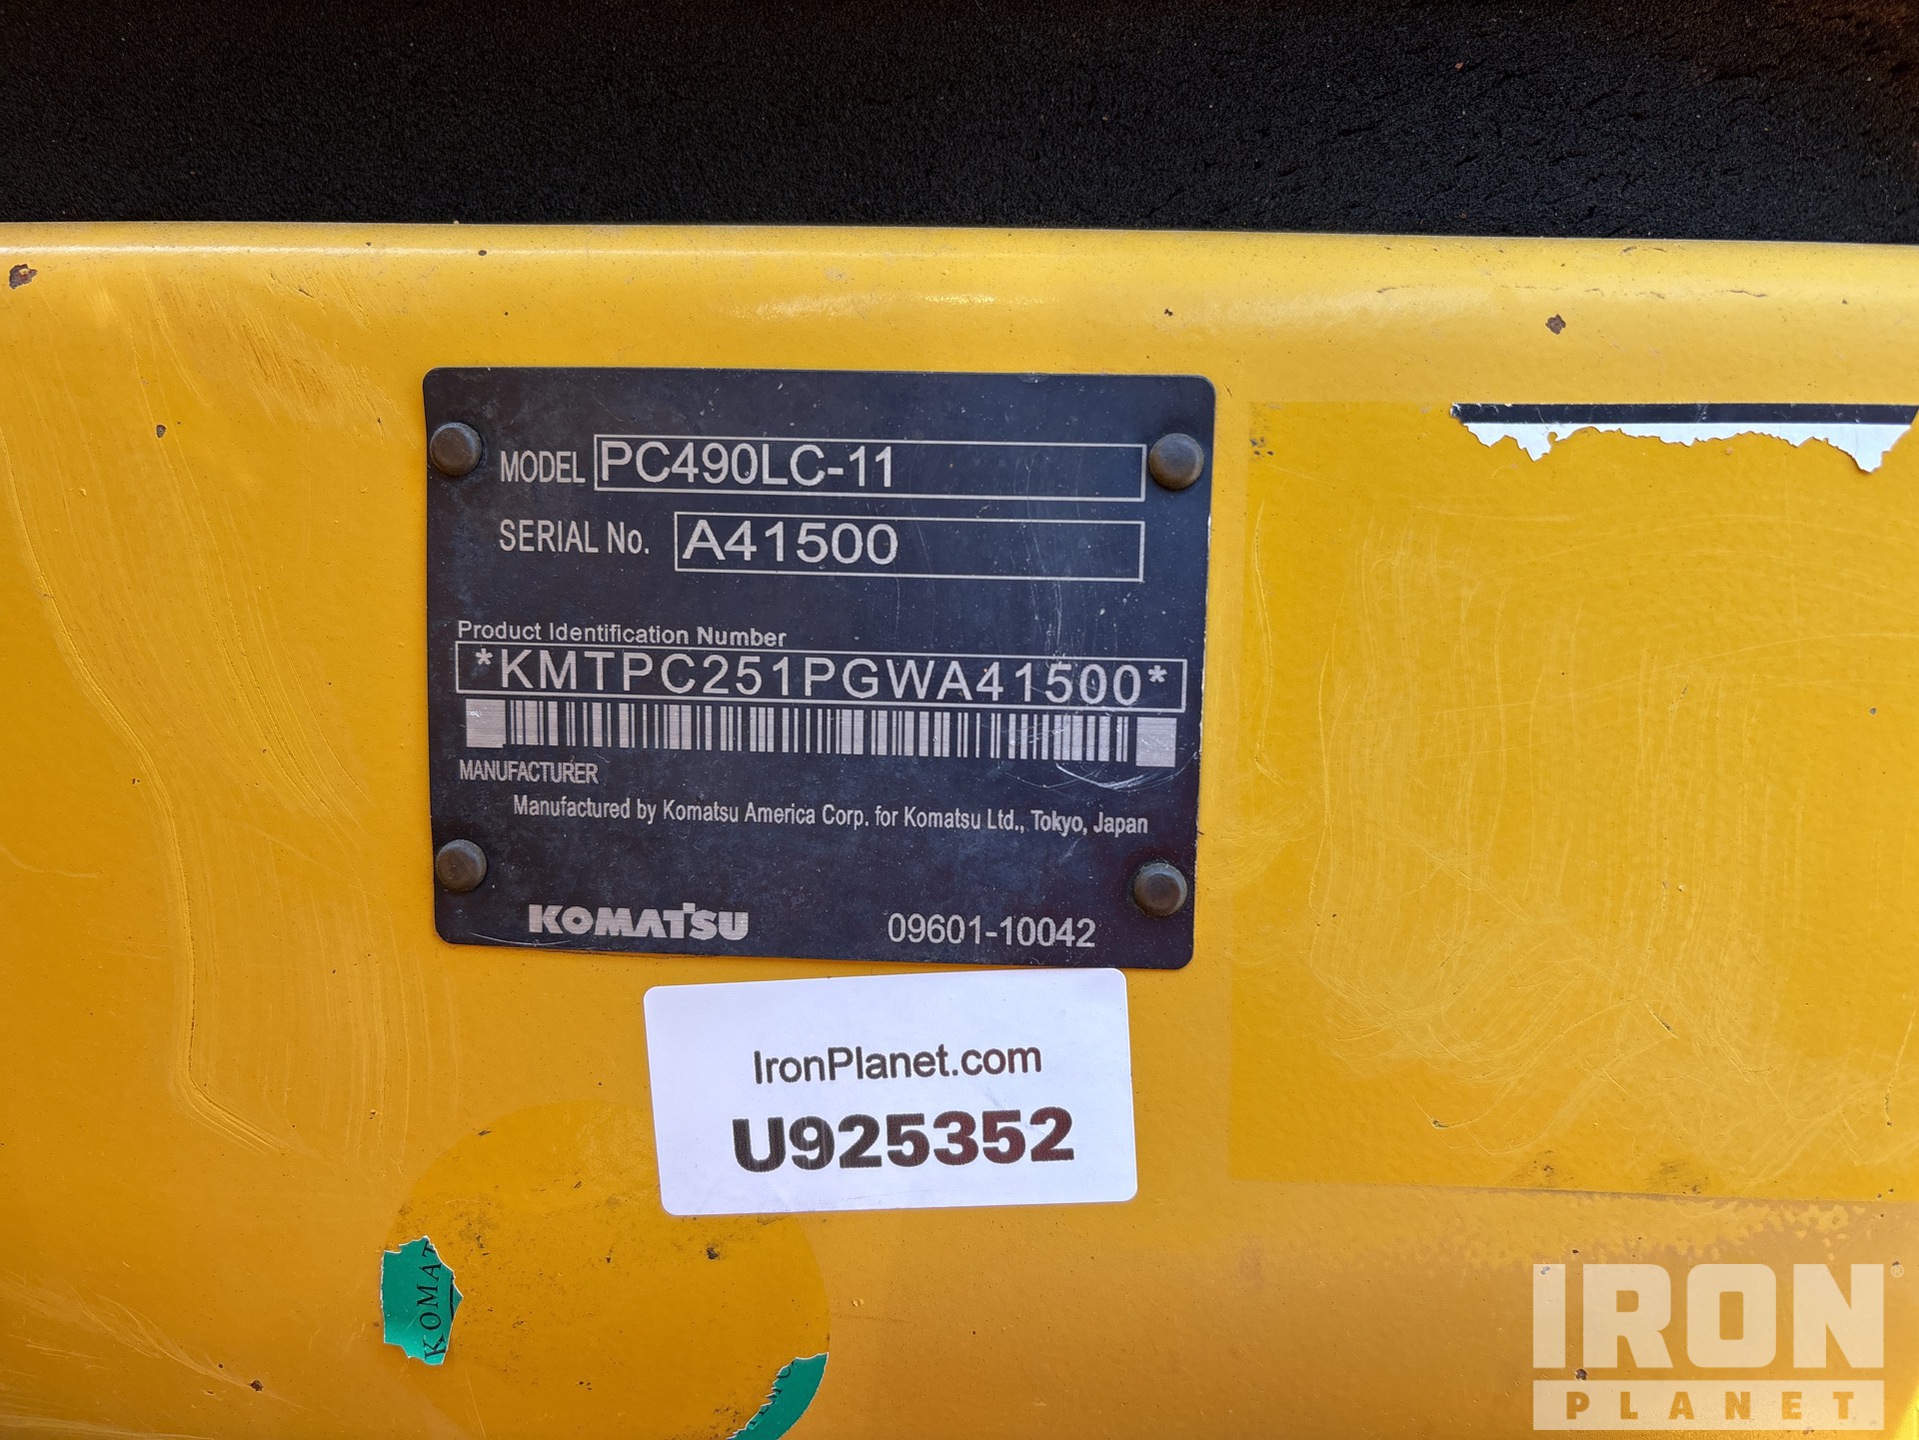 MODEL PC490LC-11
SERIAL No. A41500
Product Identification Number
*KMTPC251PGWA41500*
MANUFACTURER
Manufactured by Komatsu America Corp. for Komatsu Ltd., Tokyo, Japan
KOMATSU 09601-10042
IronPlanet.com
U925352
KOMAT
IRON®
PLANET